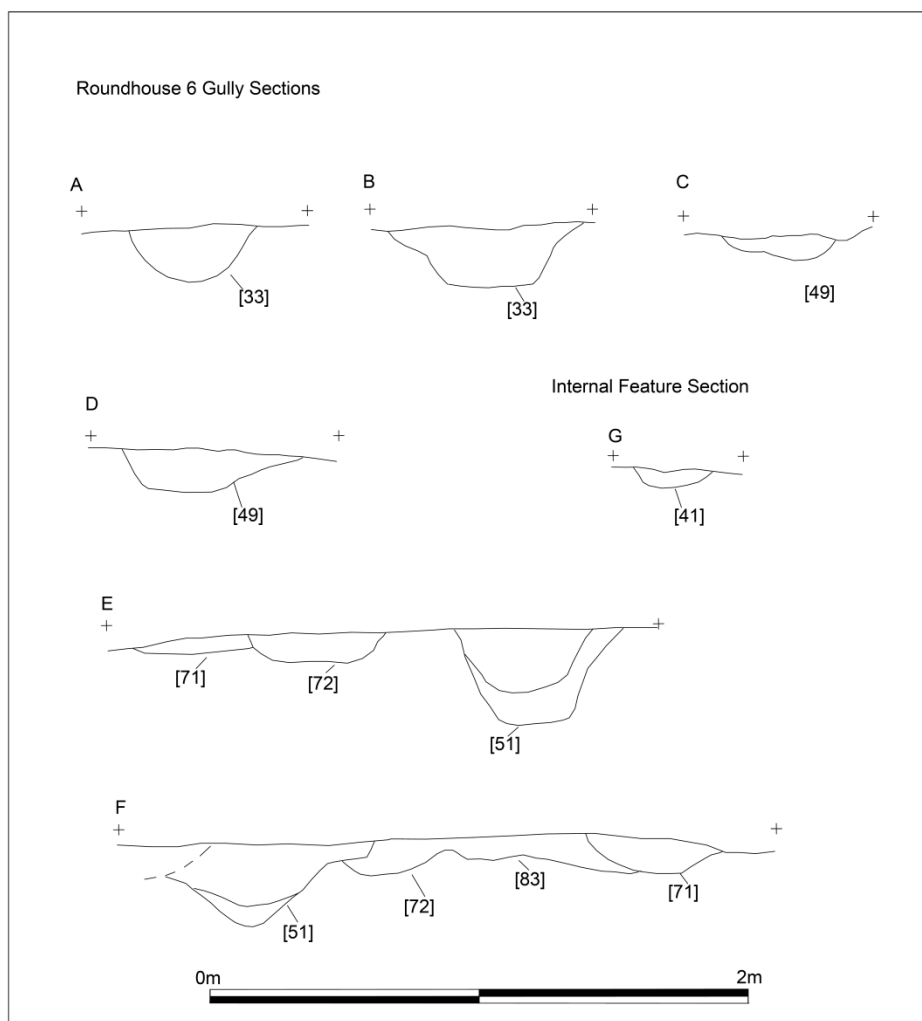 Roundhouse 6 Gully Sections
A
B
C
[33]
[33]
[49]
D
Internal Feature Section
G
[49]
[41]
E
[71]
[72]
[51]
F
[51]
[72]
[83]
[71]
0m
2m